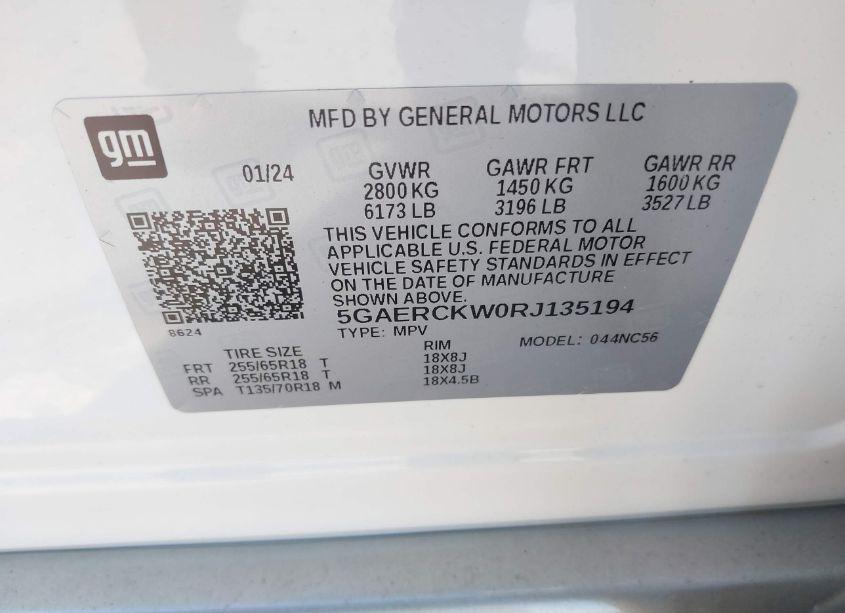 gm
MFD BY GENERAL MOTORS LLC
01/24
GVWR GAWR FRT GAWR RR
2800 KG 1450 KG 1600 KG
6173 LB 3196 LB 3527 LB
THIS VEHICLE CONFORMS TO ALL
APPLICABLE U.S. FEDERAL MOTOR
VEHICLE SAFETY STANDARDS IN EFFECT
ON THE DATE OF MANUFACTURE
SHOWN ABOVE.
5GAERCKW0RJ135194
8624
TYPE: MPV MODEL: 044NC56
TIRE SIZE RIM
FRT 255/65R18 T 18X8J
RR 255/65R18 T 18X8J
SPA T135/70R18 M 18X4.5B